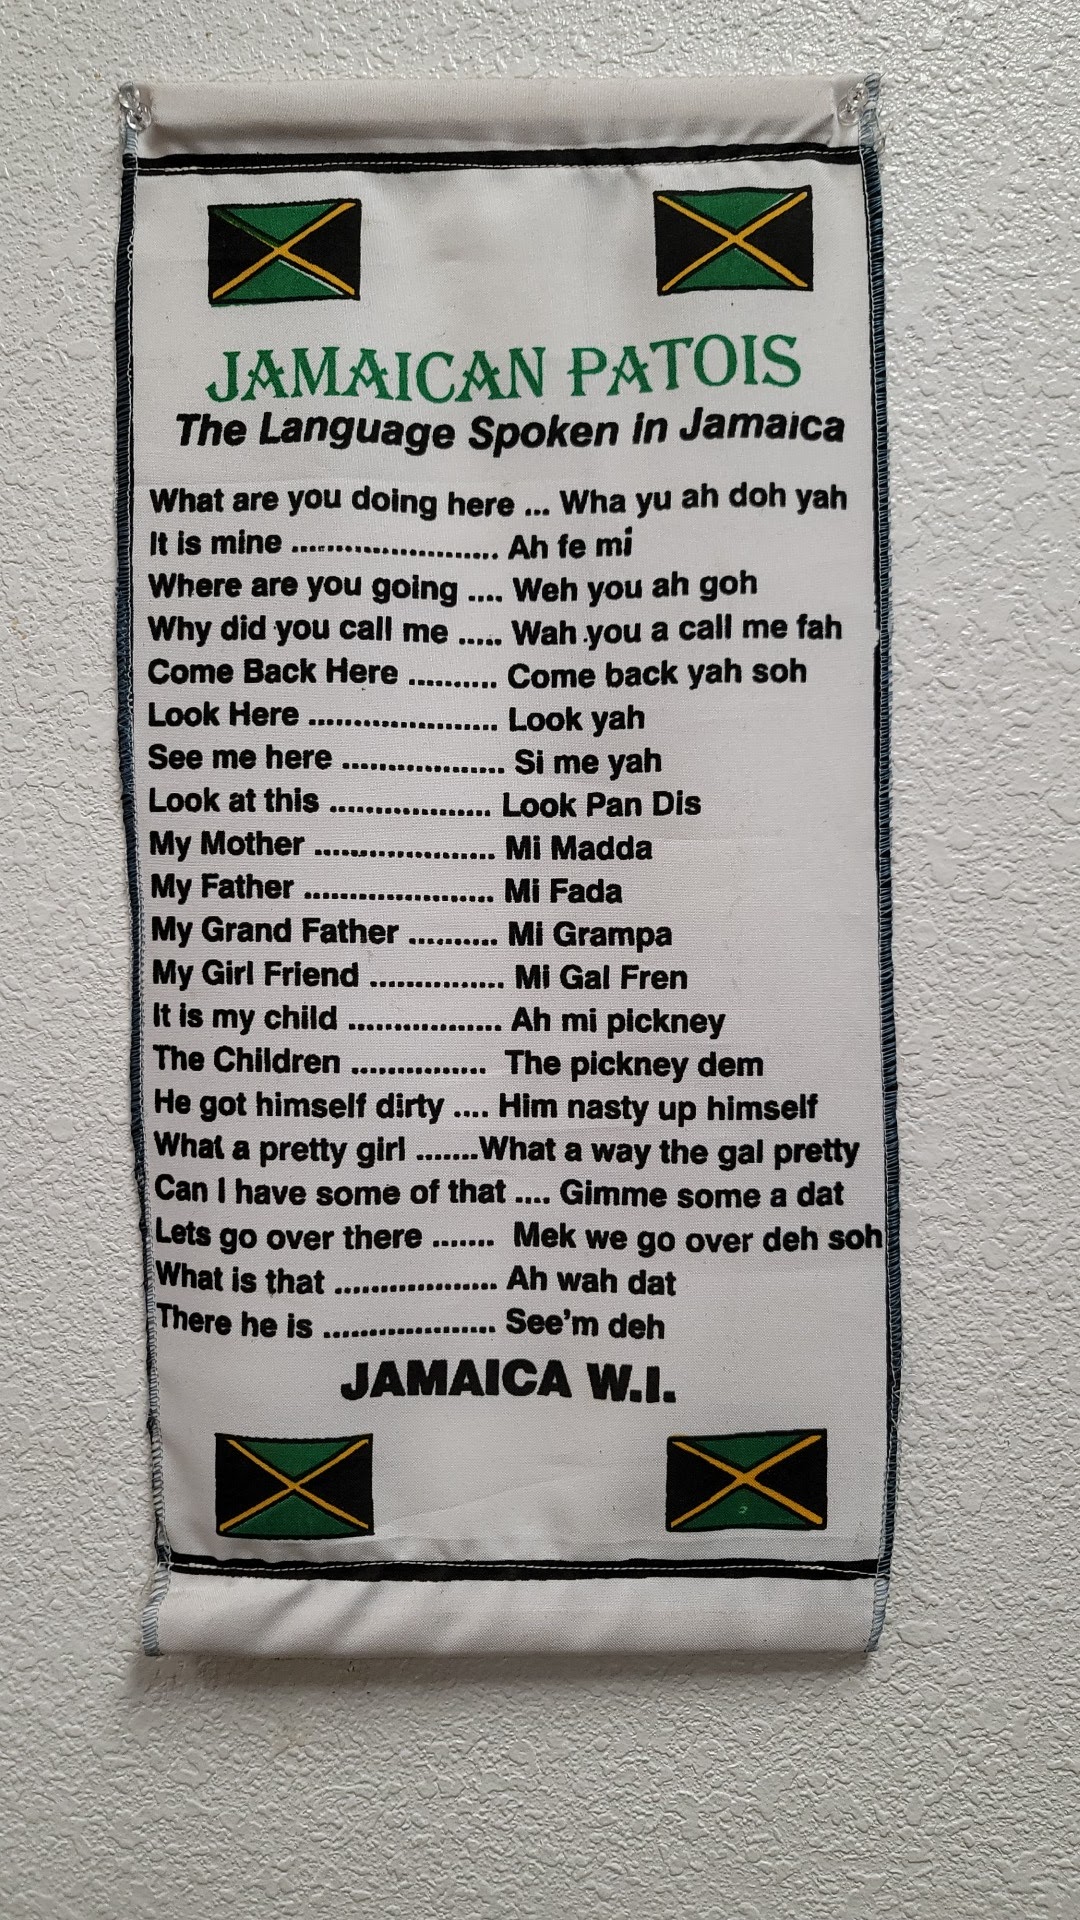 JAMAICAN PATOIS
The Language Spoken in Jamaica
What are you doing here ... Wha yu ah doh yah
It is mine ....................... Ah fe mi
Where are you going .... Weh you ah goh
Why did you call me ..... Wah you a call me fah
Come Back Here .......... Come back yah soh
Look Here ..................... Look yah
See me here .................. Si me yah
Look at this .................. Look Pan Dis
My Mother .................... Mi Madda
My Father ..................... Mi Fada
My Grand Father .......... Mi Grampa
My Girl Friend ............... Mi Gal Fren
It is my child ................. Ah mi pickney
The Children ............... The pickney dem
He got himself dirty .... Him nasty up himself
What a pretty girl .......What a way the gal pretty
Can I have some of that .... Gimme some a dat
Lets go over there ....... Mek we go over deh soh
What is that .................. Ah wah dat
There he is ................... See'm deh
JAMAICA W.I.